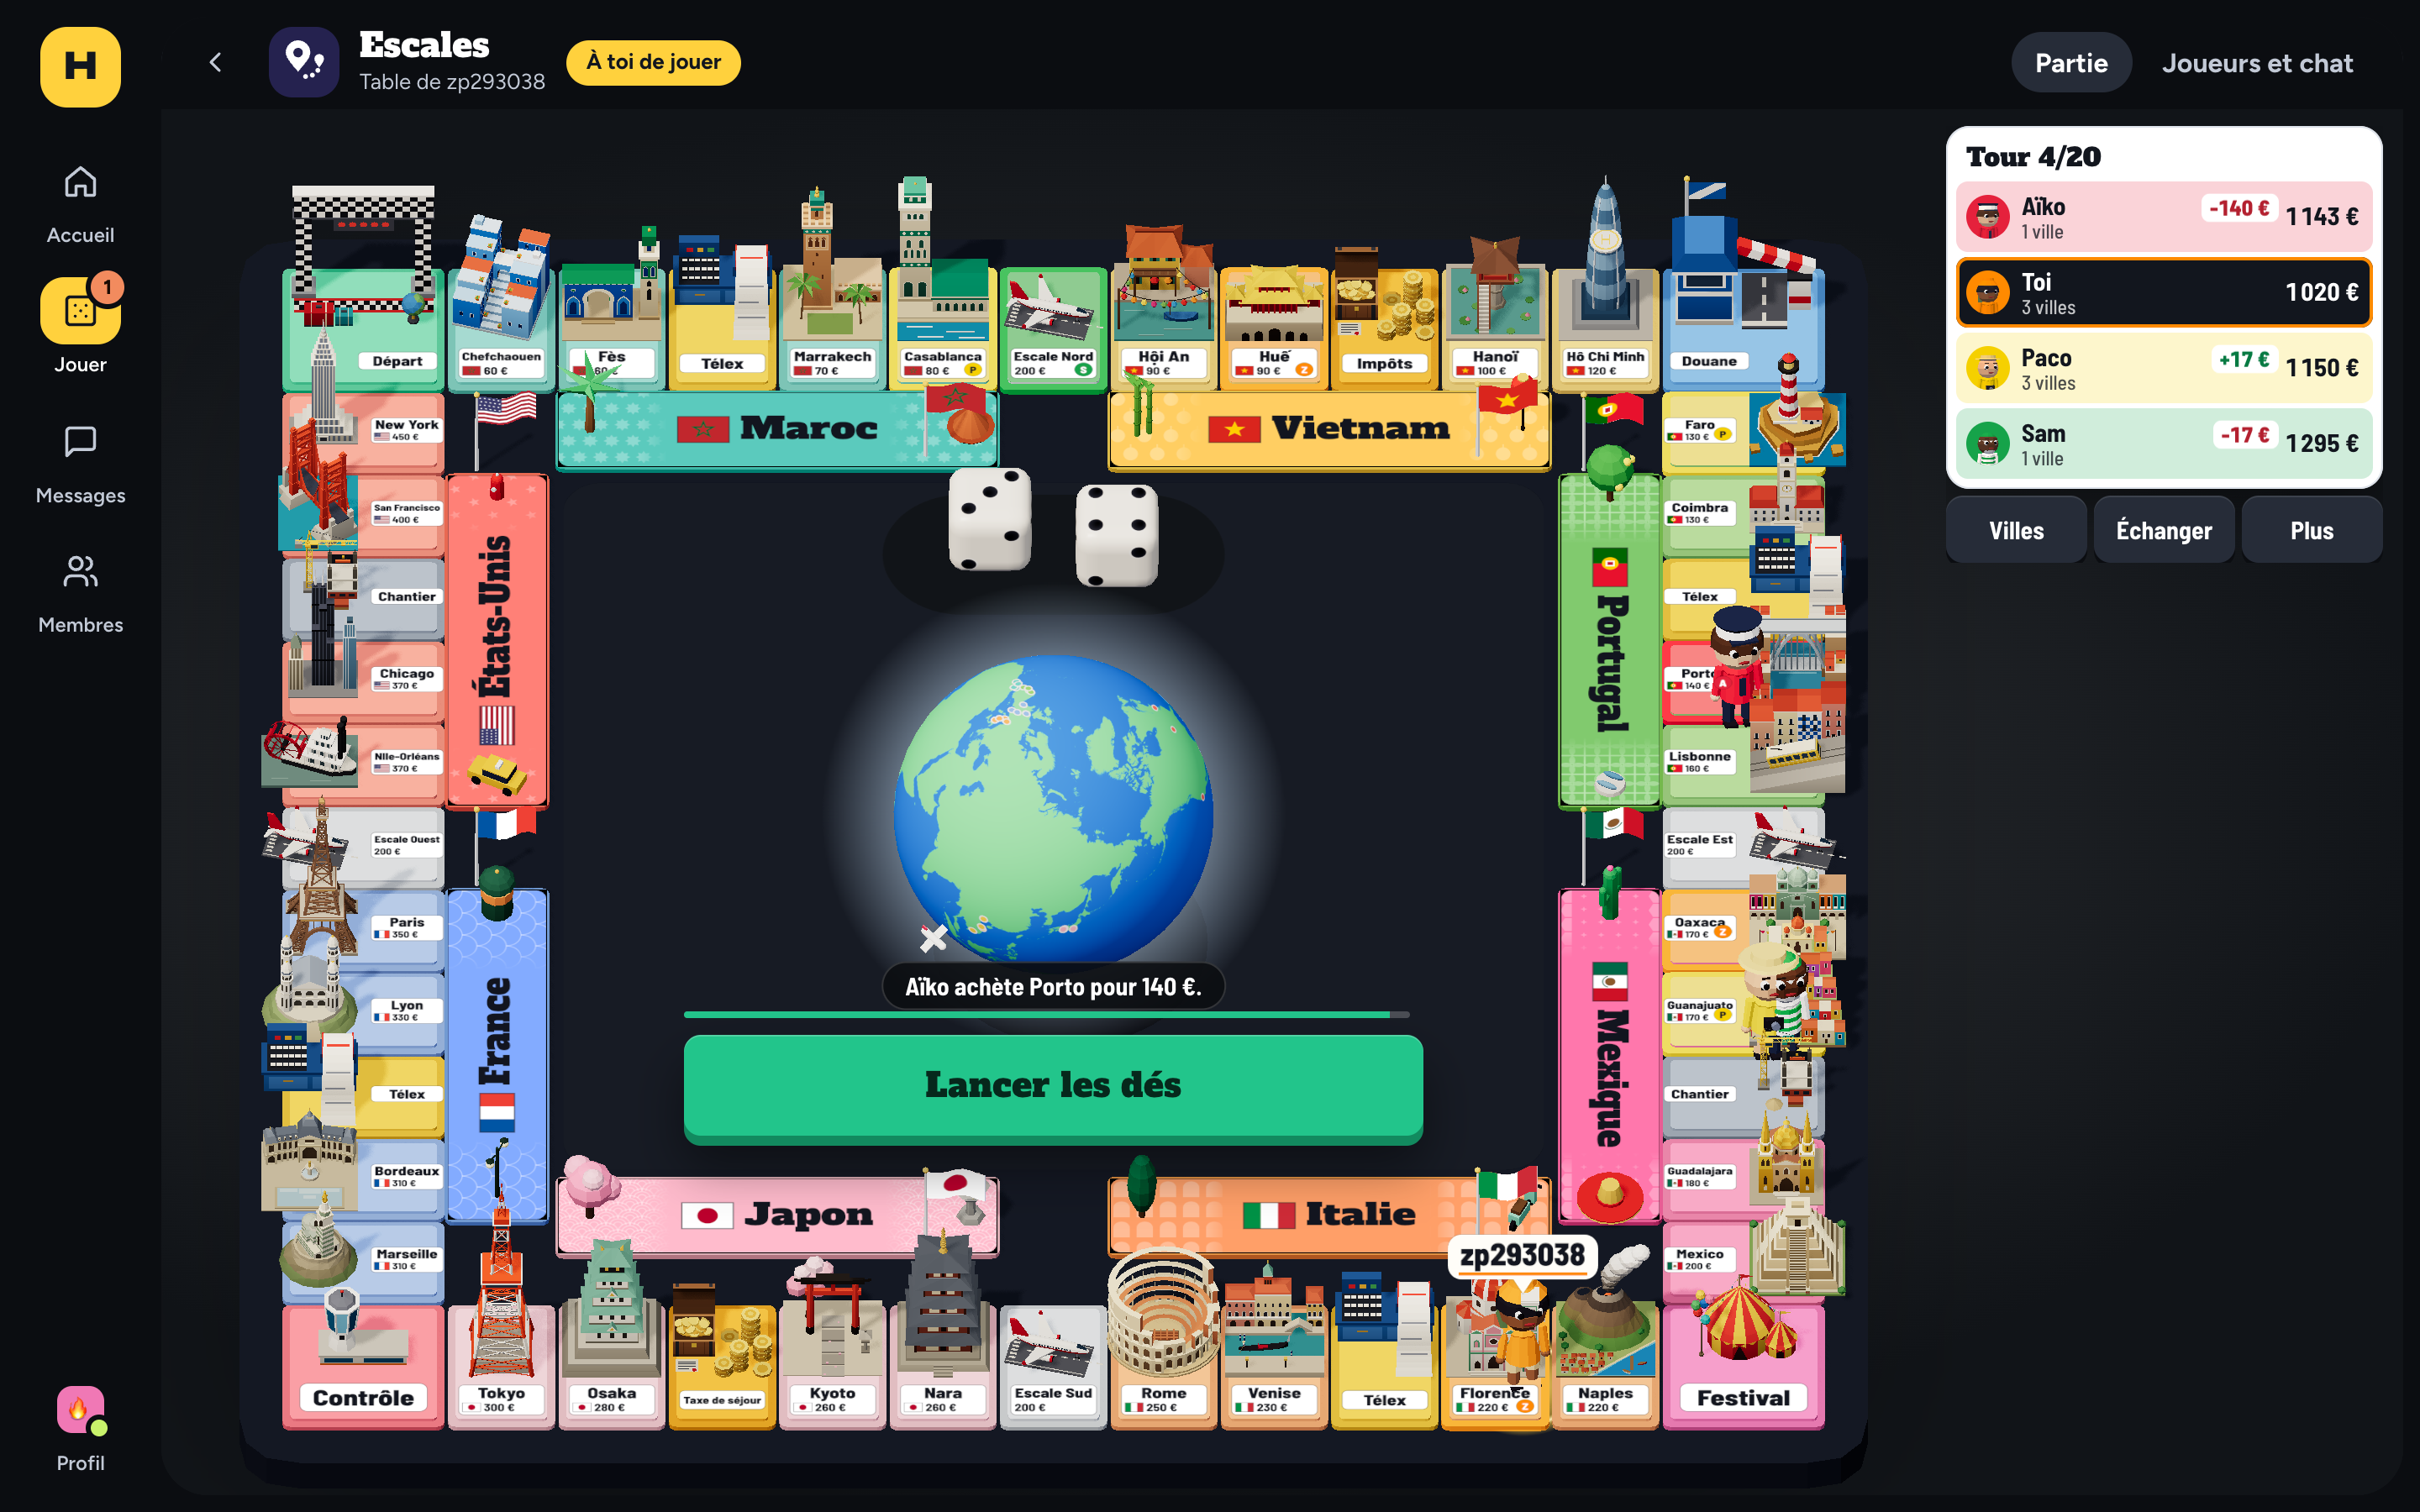 H
Escales
Table de zp293038
À toi de jouer
Partie
Joueurs et chat
Accueil
1
Jouer
Messages
Membres
Profil
Tour 4/20
Aïko
1 ville
-140 €
1 143 €
Toi
3 villes
1 020 €
Paco
3 villes
+17 €
1 150 €
Sam
1 ville
-17 €
1 295 €
Villes
Échanger
Plus
Départ
Chefchaouen
60 €
Fès
60 €
Télex
Marrakech
70 €
Casablanca
80 € P
Escale Nord
200 € S
Hội An
90 €
Huế
90 € Z
Impôts
Hanoï
100 €
Hô Chi Minh
120 €
Douane
Maroc
Vietnam
New York
450 €
San Francisco
400 €
Chantier
Chicago
370 €
Nlle-Orléans
370 €
Escale Ouest
200 €
Paris
350 €
Lyon
330 €
Télex
Bordeaux
310 €
Marseille
310 €
États-Unis
France
Faro
130 € P
Coimbra
130 €
Télex
Porto
140 €
A
Lisbonne
160 €
Escale Est
200 €
Oaxaca
170 € Z
Guanajuato
170 € P
Chantier
Guadalajara
180 €
Mexico
200 €
Portugal
Mexique
Aïko achète Porto pour 140 €.
Lancer les dés
Japon
Italie
zp293038
Contrôle
Tokyo
300 €
Osaka
280 €
Taxe de séjour
Kyoto
260 €
Nara
260 €
Escale Sud
200 €
Rome
250 €
Venise
230 €
Télex
Florence
220 € Z
Naples
220 €
Festival